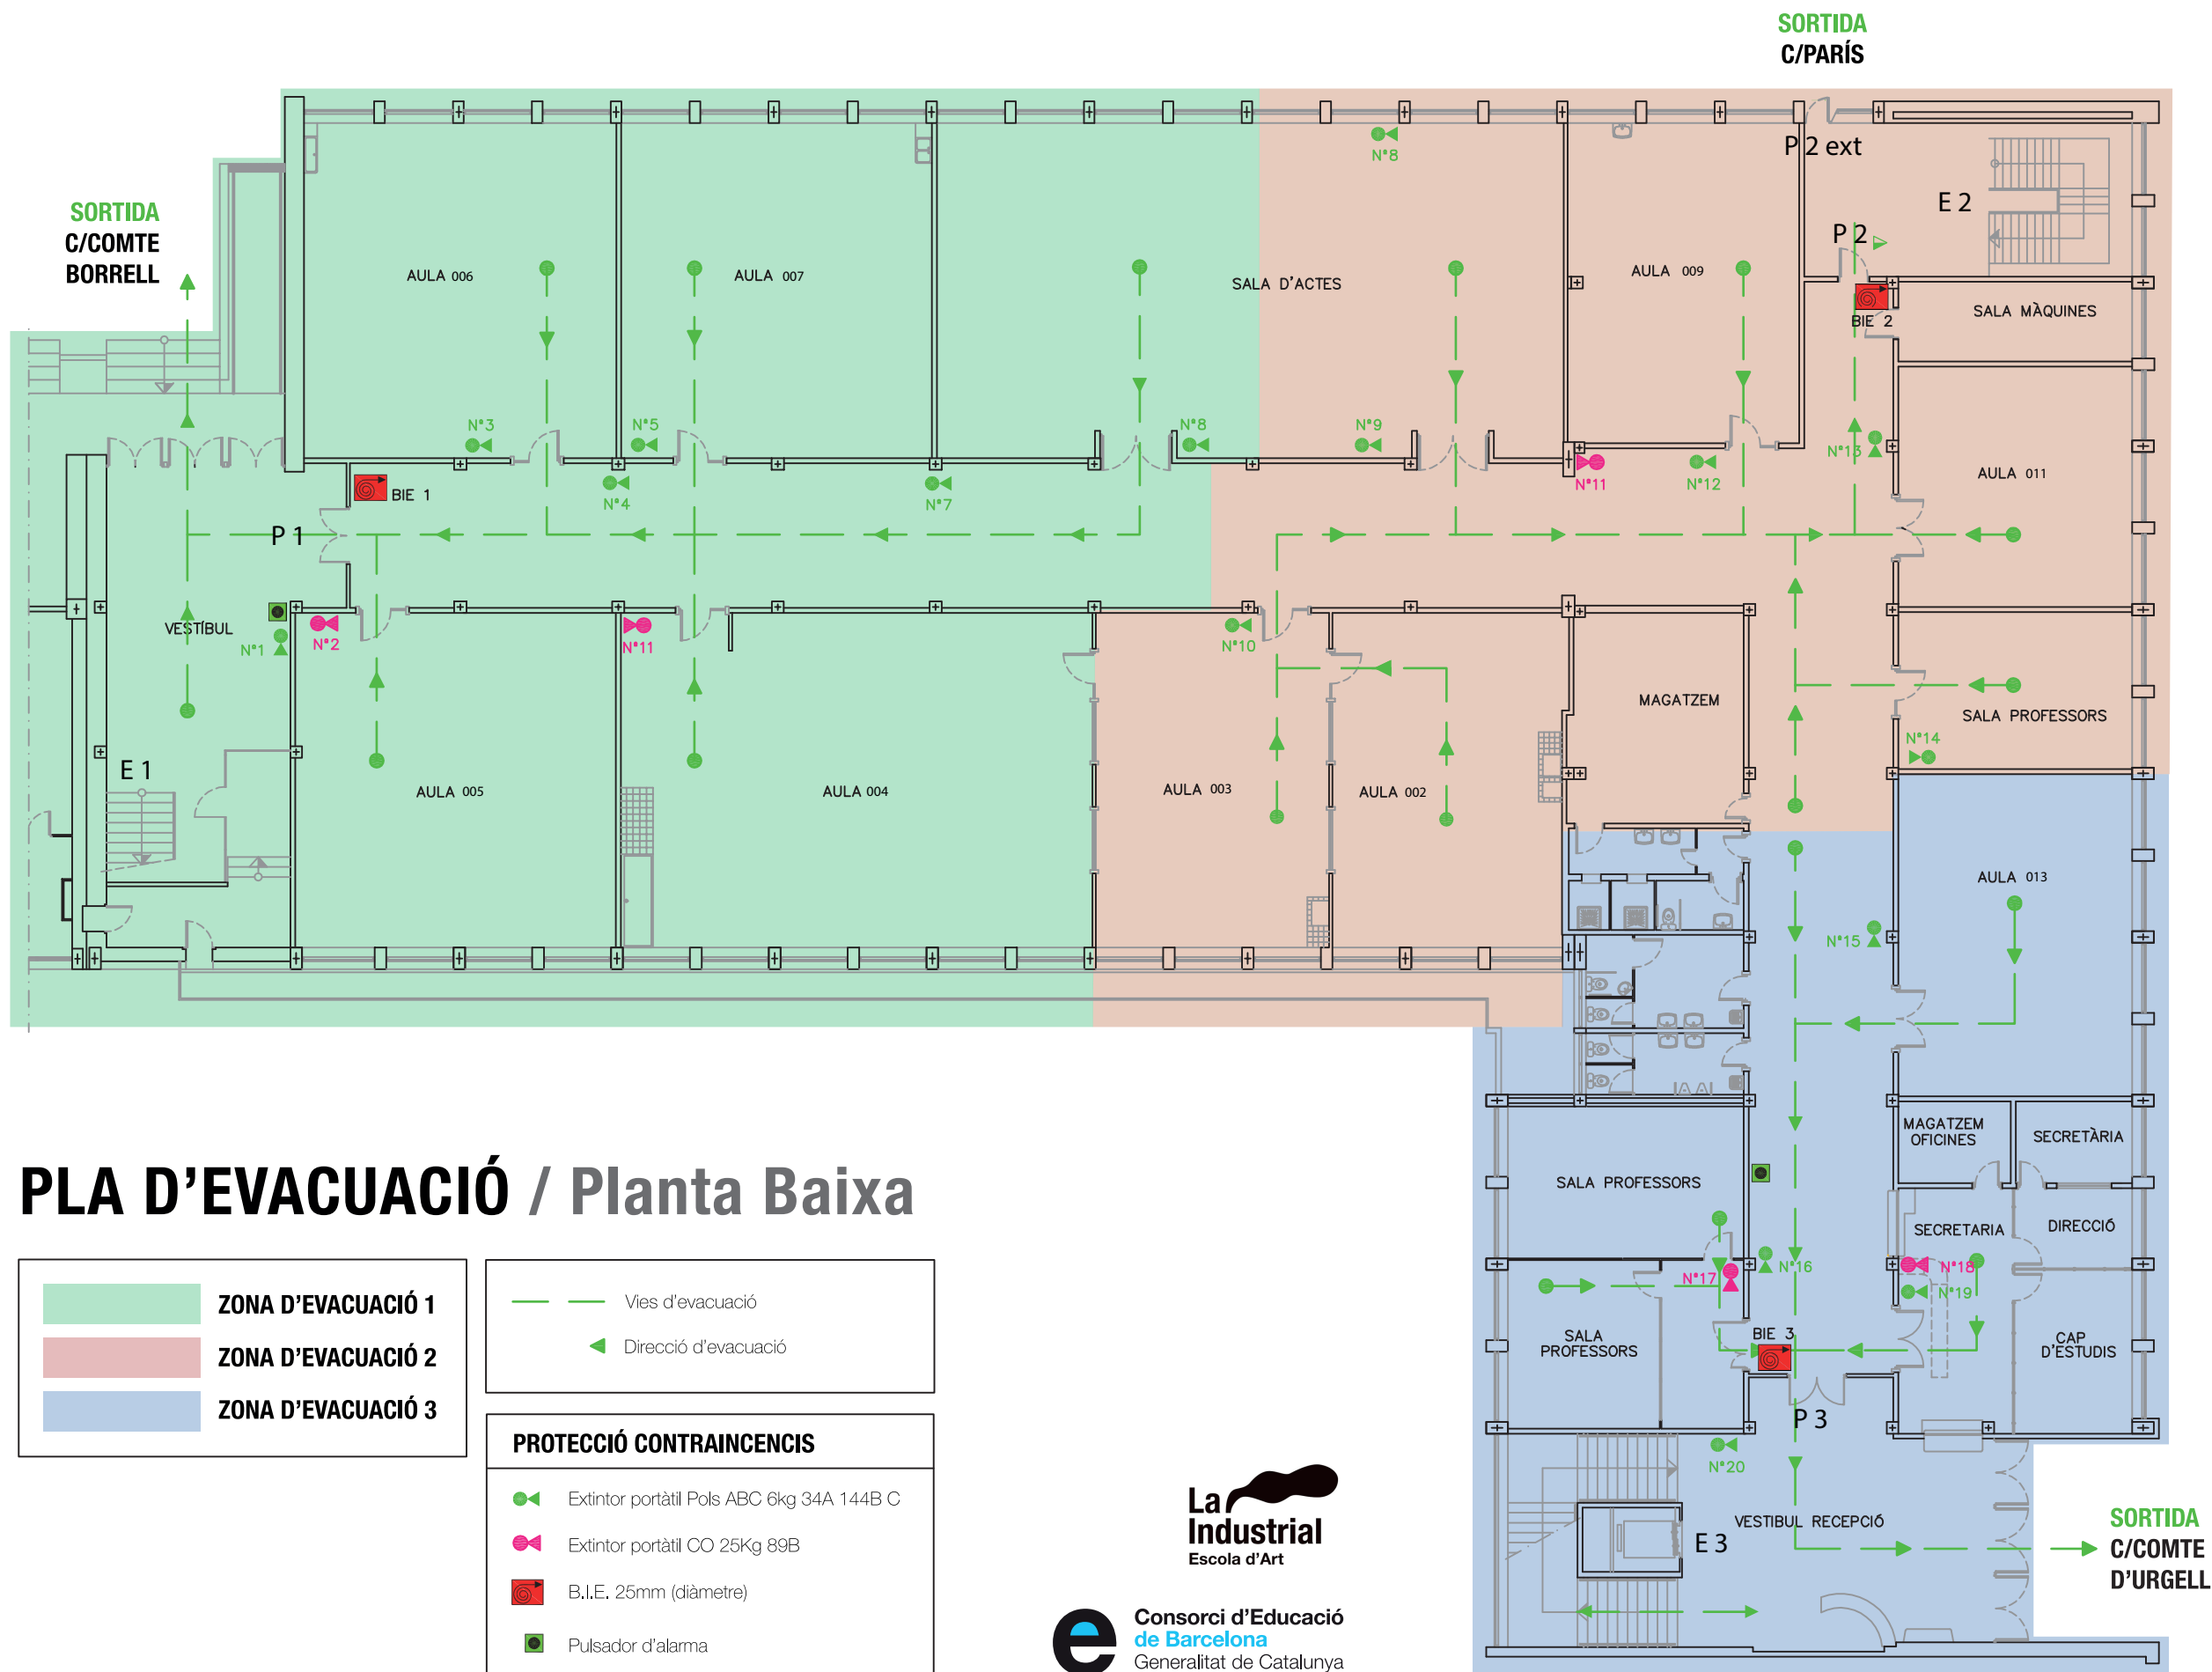 SORTIDA
C/PARÍS
N°8
P 2 ext
E 2
SORTIDA
C/COMTE
BORRELL
P 2
AULA 006
AULA 007
SALA D'ACTES
AULA 009
SALA MÀQUINES
BIE 2
N°3
N°5
N°8
N°9
N°13
AULA 011
BIE 1
N°4
N°7
N°11
N°12
P 1
VESTÍBUL
N°1
N°2
N°11
N°10
MAGATZEM
SALA PROFESSORS
N°14
E 1
AULA 005
AULA 004
AULA 003
AULA 002
AULA 013
N°15
MAGATZEM
OFICINES
SECRETÀRIA
SALA PROFESSORS
SECRETARIA
DIRECCIÓ
N°17
N°16
N°18
N°19
SALA
PROFESSORS
BIE 3
CAP
D'ESTUDIS
P 3
N°20
VESTIBUL RECEPCIÓ
E 3
SORTIDA
C/COMTE
D'URGELL
PLA D'EVACUACIÓ / Planta Baixa
ZONA D'EVACUACIÓ 1
ZONA D'EVACUACIÓ 2
ZONA D'EVACUACIÓ 3
Vies d'evacuació
Direcció d'evacuació
PROTECCIÓ CONTRAINCENCIS
Extintor portàtil Pols ABC 6kg 34A 144B C
Extintor portàtil CO 25Kg 89B
B.I.E. 25mm (diàmetre)
Pulsador d'alarma
La
Industrial
Escola d'Art
Consorci d'Educació
de Barcelona
Generalitat de Catalunya